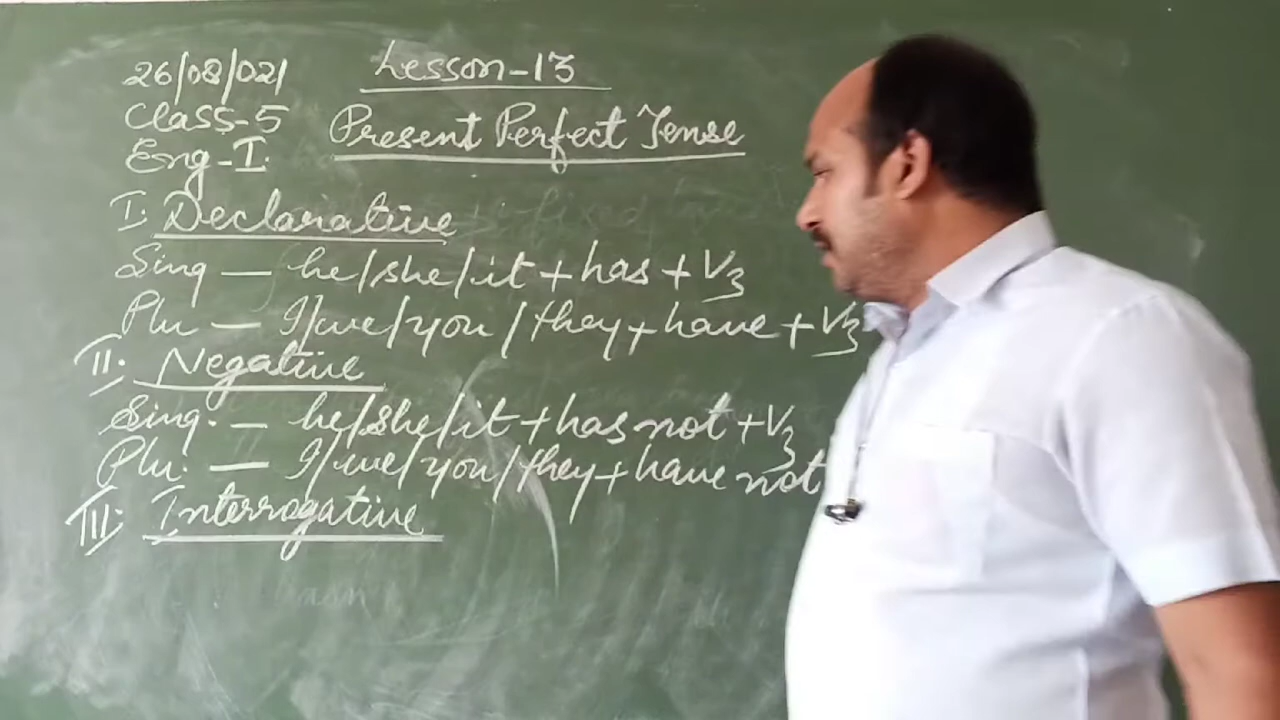 26/08/021
Lesson-13
Class-5
Present Perfect Tense
Eng-I.
I. Declarative
Sing — he/she/it + has + V3
Plu — I/we/you/they + have + V3
II. Negative
Sing. — he/she/it + has not + V3
Plu. — I/we/you/they + have not
III. Interrogative